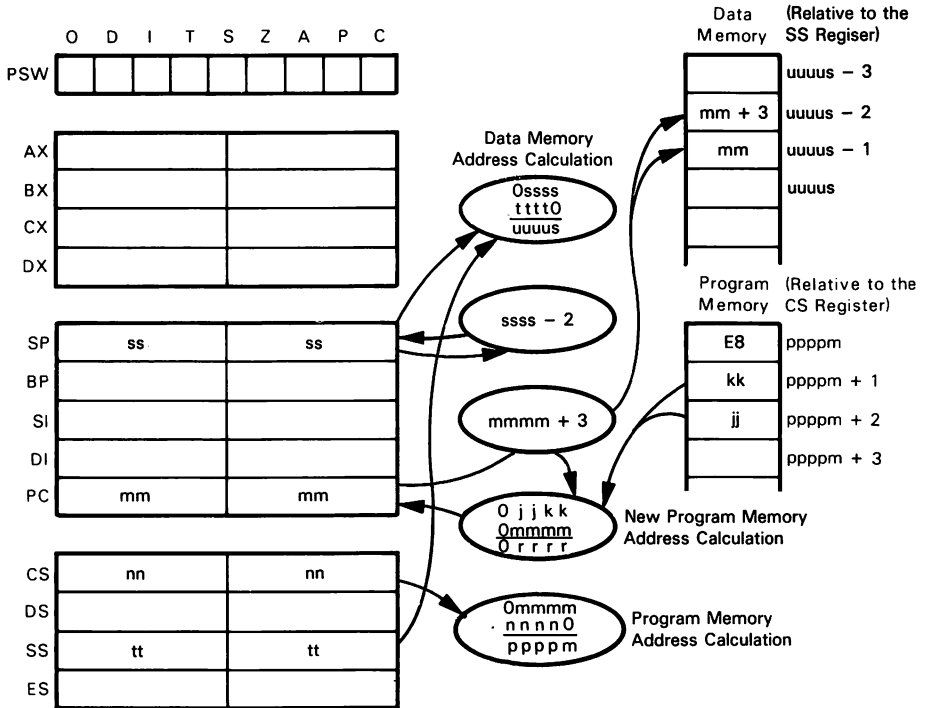 O D I T S Z A P C
PSW
AX
BX
CX
DX
SP ss ss
BP
SI
DI
PC mm mm
CS nn nn
DS
SS tt tt
ES
Data Memory
Address Calculation
0ssss
tttt0
uuuus
ssss – 2
mmmm + 3
0 j j k k
0mmmm
0 r r r r
New Program Memory
Address Calculation
0mmmm
n n n n 0
p p p p m
Program Memory
Address Calculation
Data
Memory
(Relative to the
SS Regiser)
uuuus – 3
mm + 3 uuuus – 2
mm uuuus – 1
uuuus
Program
Memory
(Relative to the
CS Register)
E8 ppppm
kk ppppm + 1
jj ppppm + 2
ppppm + 3